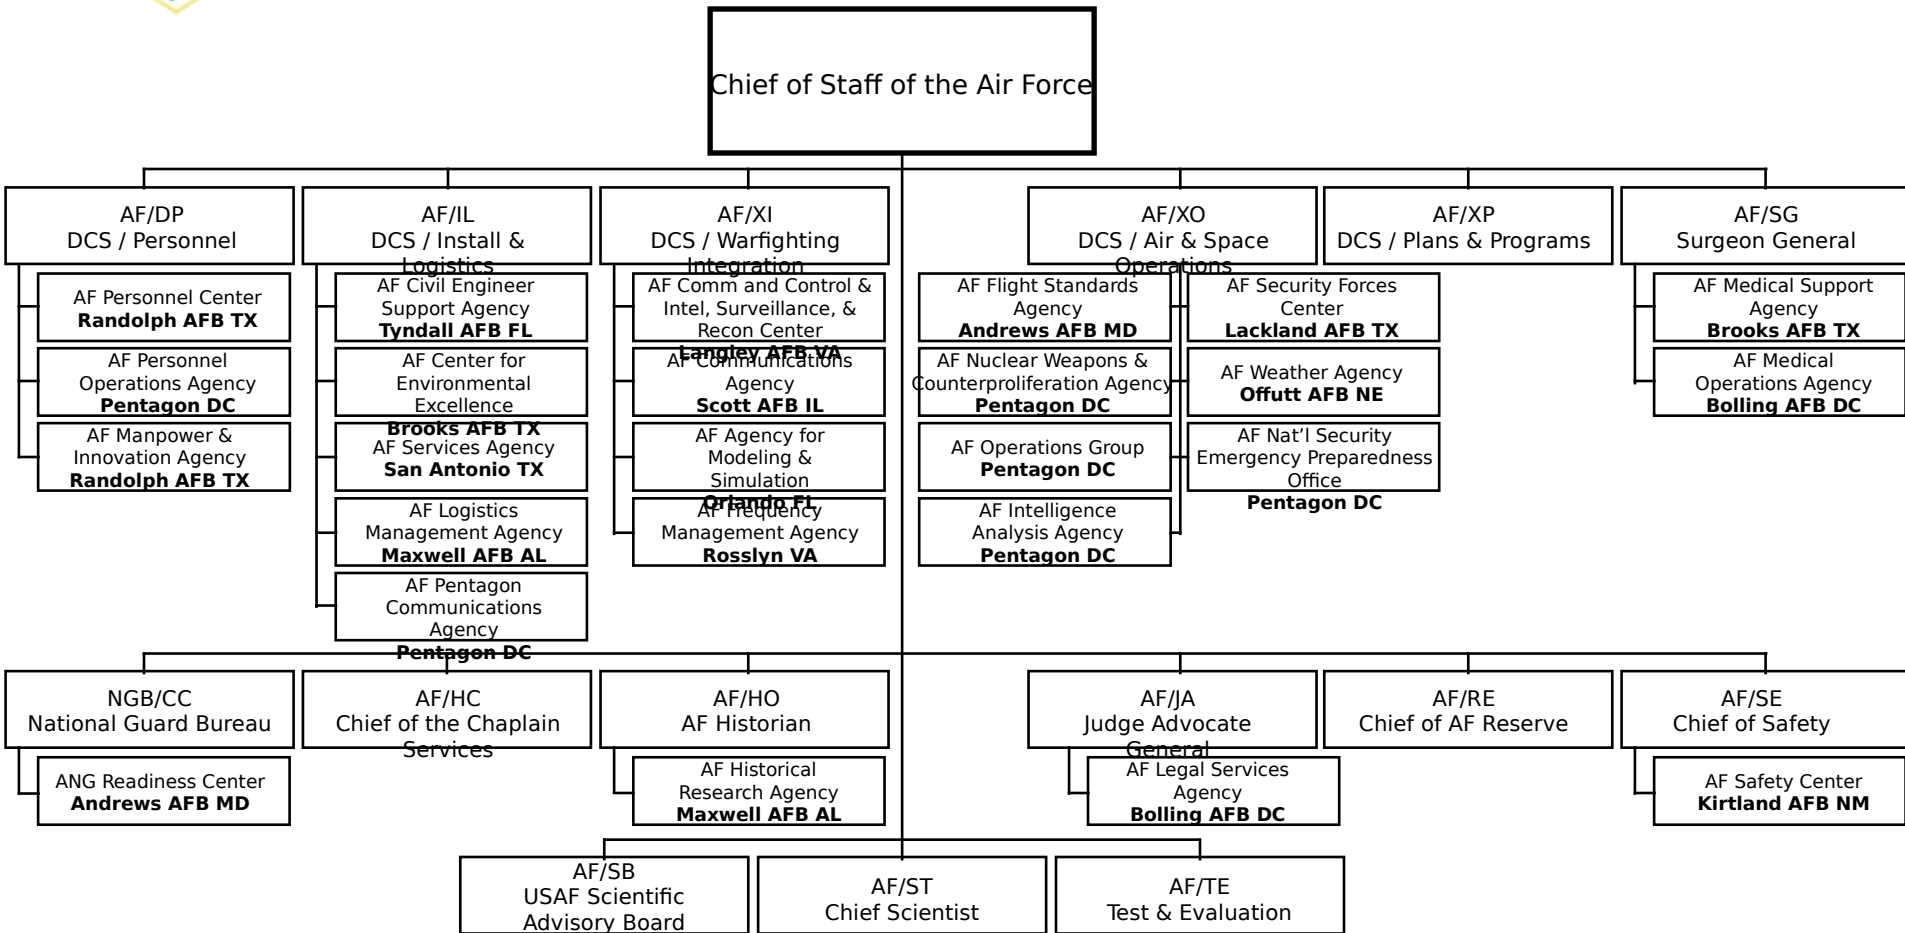 Chief of Staff of the Air Force
AF/DP
DCS / Personnel
AF Personnel Center
Randolph AFB TX
AF Personnel
Operations Agency
Pentagon DC
AF Manpower &
Innovation Agency
Randolph AFB TX
AF/IL
DCS / Install &
Logistics
AF Civil Engineer
Support Agency
Tyndall AFB FL
AF Center for
Environmental
Excellence
Brooks AFB TX
AF Services Agency
San Antonio TX
AF Logistics
Management Agency
Maxwell AFB AL
AF Pentagon
Communications
Agency
Pentagon DC
AF/XI
DCS / Warfighting
Integration
AF Comm and Control &
Intel, Surveillance, &
Recon Center
Langley AFB VA
AF Communications
Agency
Scott AFB IL
AF Agency for
Modeling &
Simulation
Orlando FL
AF Frequency
Management Agency
Rosslyn VA
AF/XO
DCS / Air & Space
Operations
AF Flight Standards
Agency
Andrews AFB MD
AF Nuclear Weapons &
Counterproliferation Agency
Pentagon DC
AF Operations Group
Pentagon DC
AF Intelligence
Analysis Agency
Pentagon DC
AF Security Forces
Center
Lackland AFB TX
AF Weather Agency
Offutt AFB NE
AF Nat’l Security
Emergency Preparedness
Office
Pentagon DC
AF/XP
DCS / Plans & Programs
AF/SG
Surgeon General
AF Medical Support
Agency
Brooks AFB TX
AF Medical
Operations Agency
Bolling AFB DC
NGB/CC
National Guard Bureau
ANG Readiness Center
Andrews AFB MD
AF/HC
Chief of the Chaplain
Services
AF/HO
AF Historian
AF Historical
Research Agency
Maxwell AFB AL
AF/JA
Judge Advocate
General
AF Legal Services
Agency
Bolling AFB DC
AF/RE
Chief of AF Reserve
AF/SE
Chief of Safety
AF Safety Center
Kirtland AFB NM
AF/SB
USAF Scientific
Advisory Board
AF/ST
Chief Scientist
AF/TE
Test & Evaluation